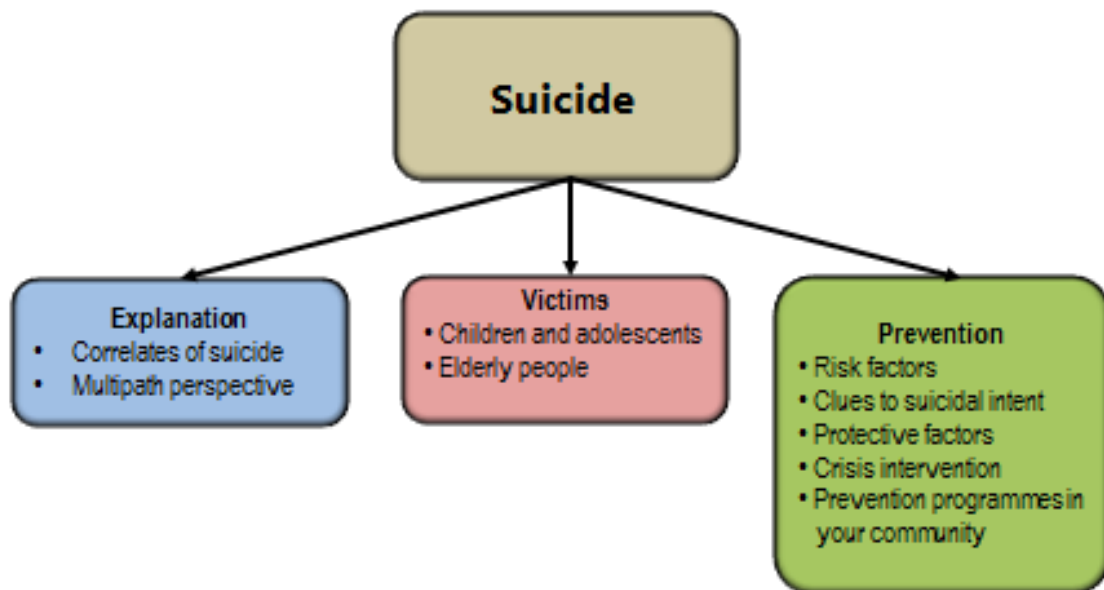 Suicide
Explanation
• Correlates of suicide
• Multipath perspective
Victims
• Children and adolescents
• Elderly people
Prevention
• Risk factors
• Clues to suicidal intent
• Protective factors
• Crisis intervention
• Prevention programmes in
your community